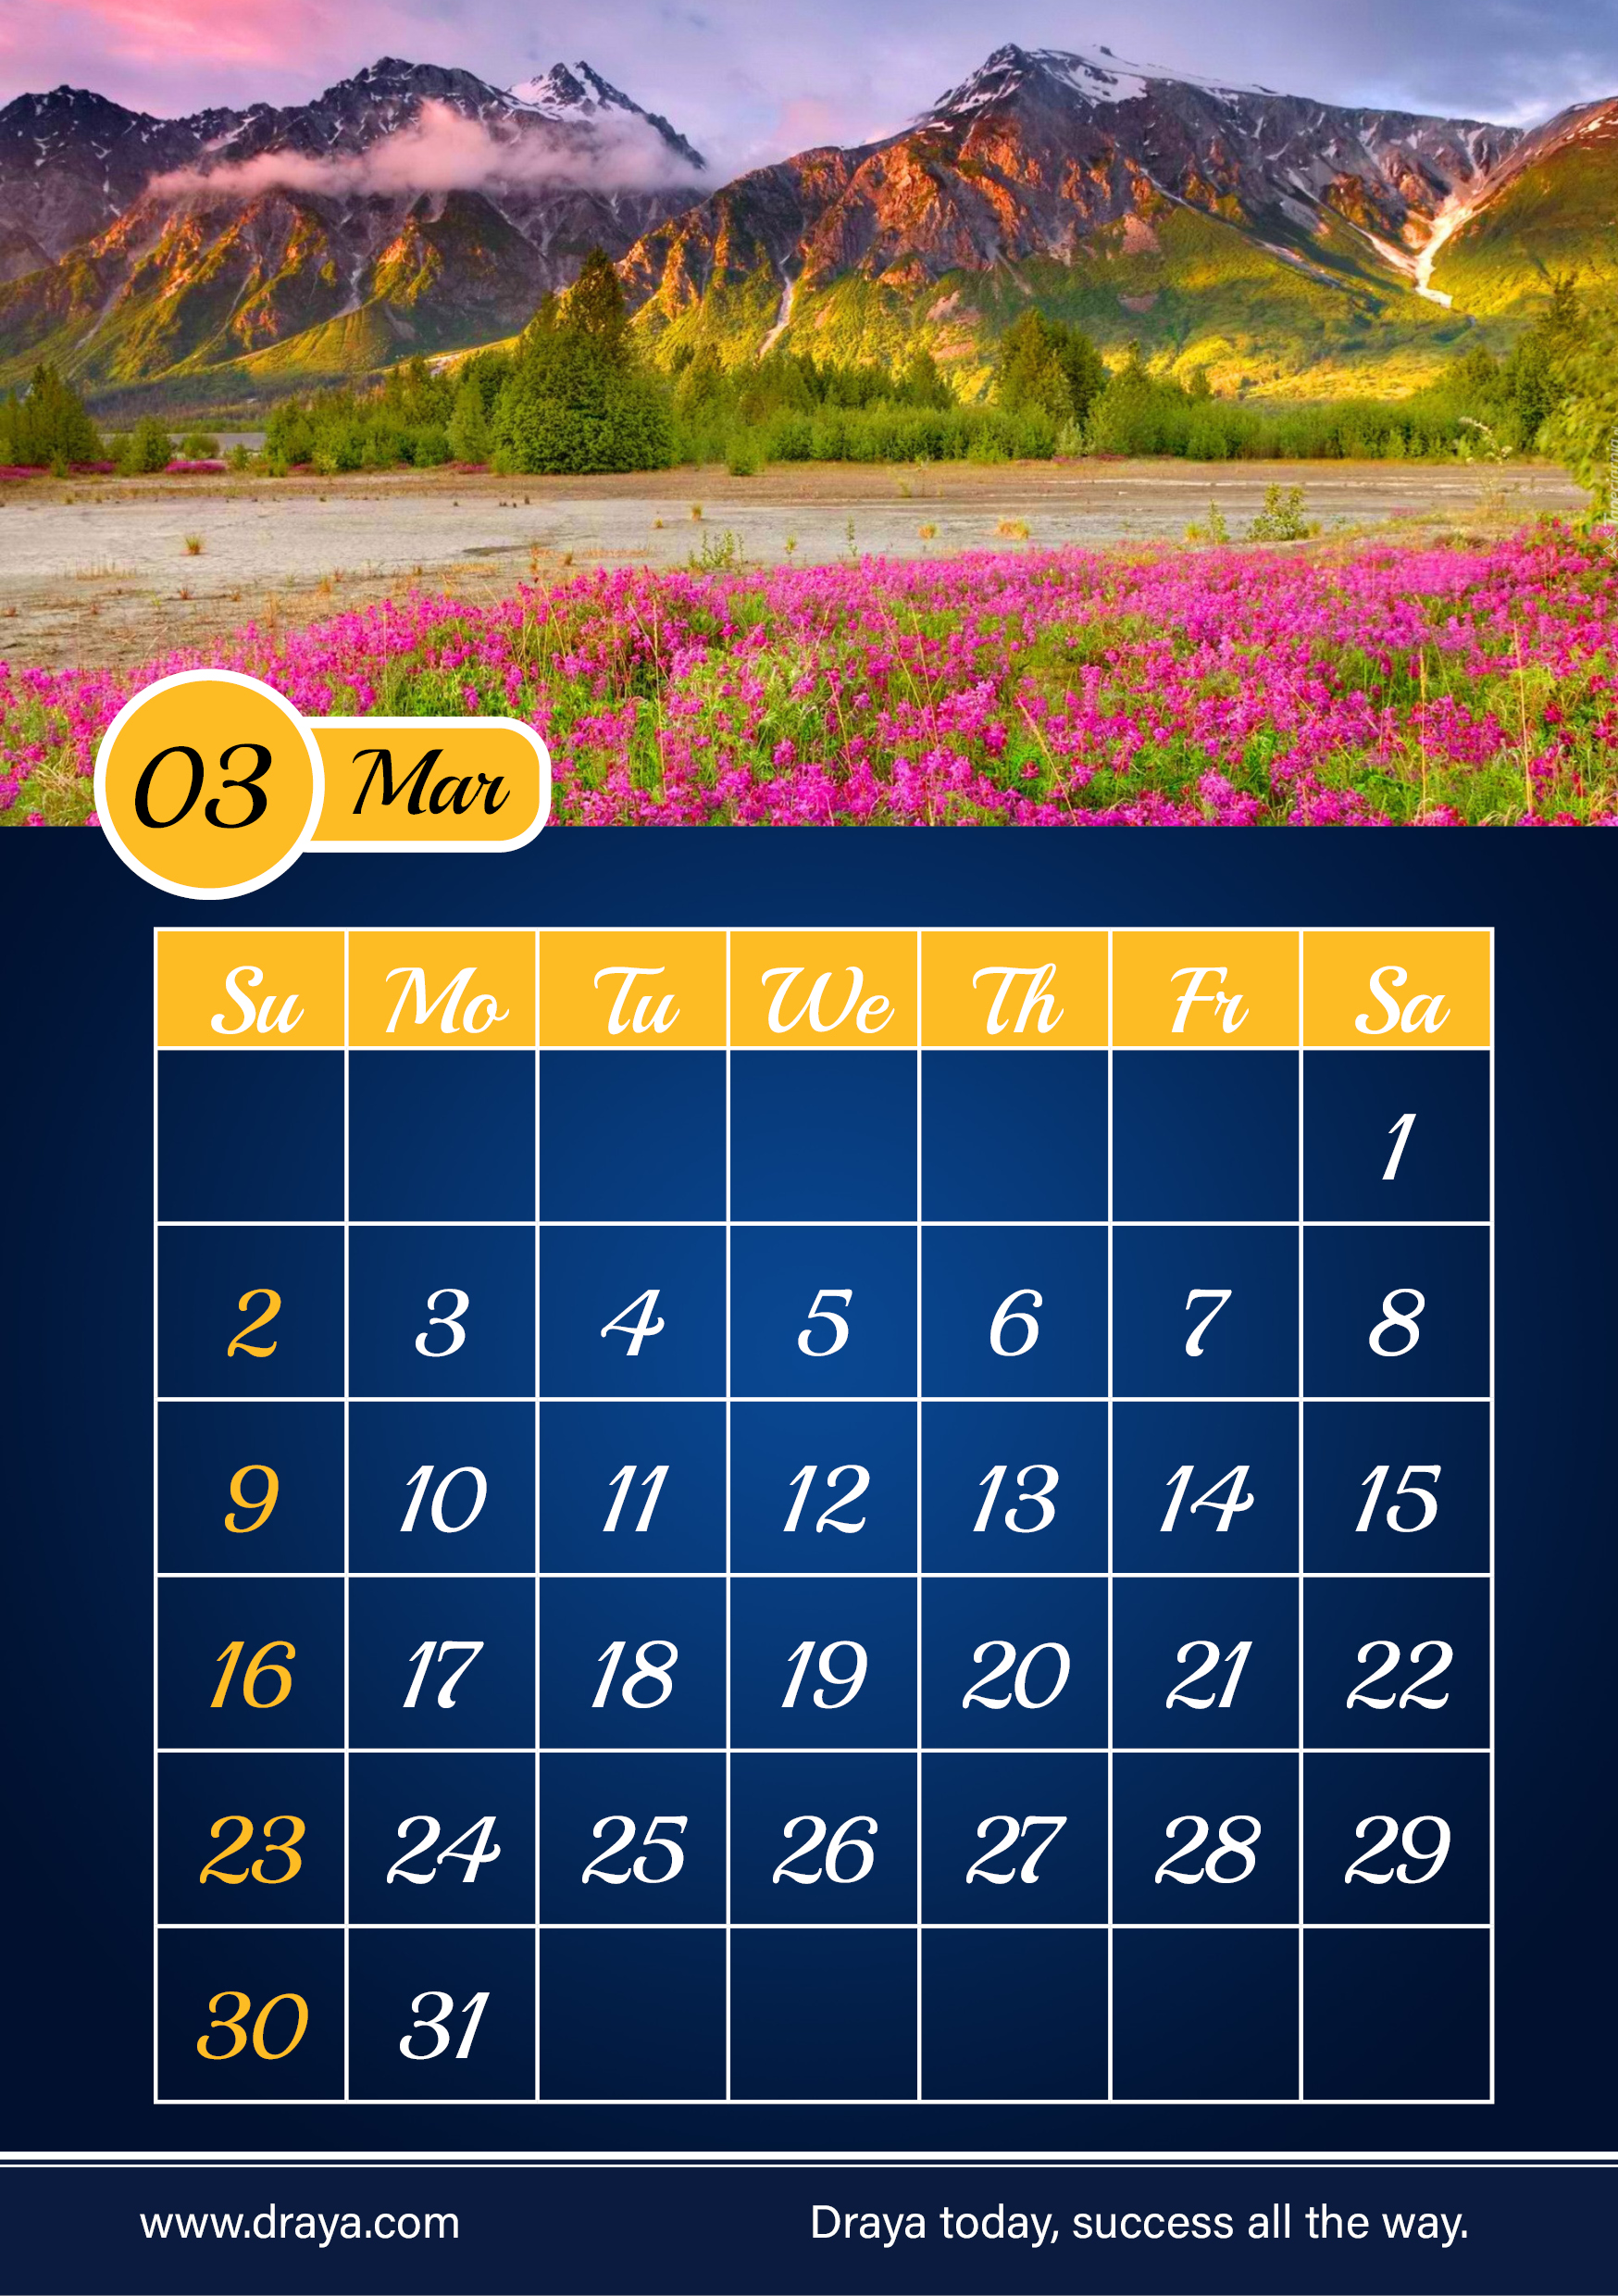 03 Mar
Su Mo Tu We Th Fr Sa
1
2 3 4 5 6 7 8
9 10 11 12 13 14 15
16 17 18 19 20 21 22
23 24 25 26 27 28 29
30 31
www.draya.com Draya today, success all the way.